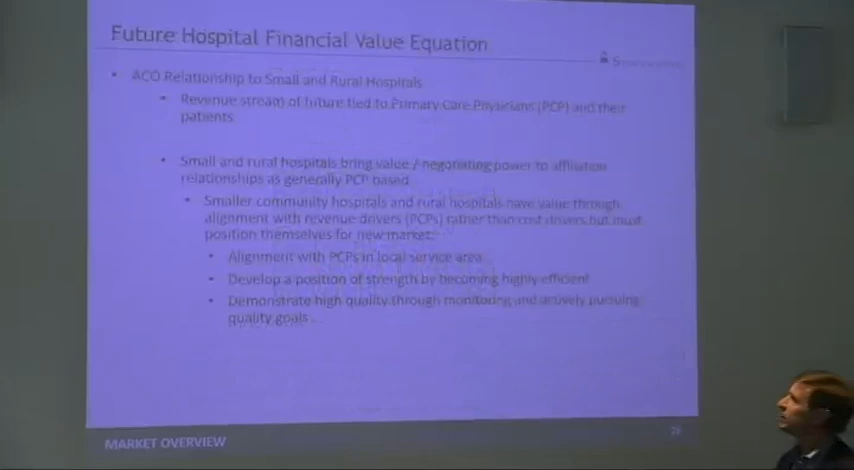 Future Hospital Financial Value Equation
• ACO Relationship to Small and Rural Hospitals
• Revenue stream of future tied to Primary Care Physicians (PCP) and their
patients
• Small and rural hospitals bring value / negotiating power to affiliation
relationships as generally PCP based
• Smaller community hospitals and rural hospitals have value through
alignment with revenue drivers (PCPs) rather than cost drivers but must
position themselves for new market:
• Alignment with PCPs in local service area
• Develop a position of strength by becoming highly efficient
• Demonstrate high quality through monitoring and actively pursuing
quality goals
MARKET OVERVIEW